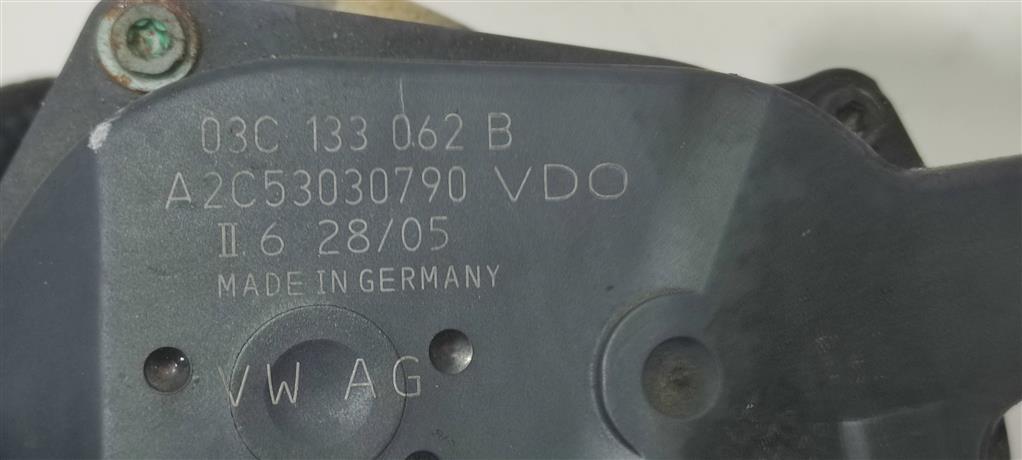 03C 133 062 B
A2C53030790 VDO
II 6 28/05
MADE IN GERMANY
VW AG